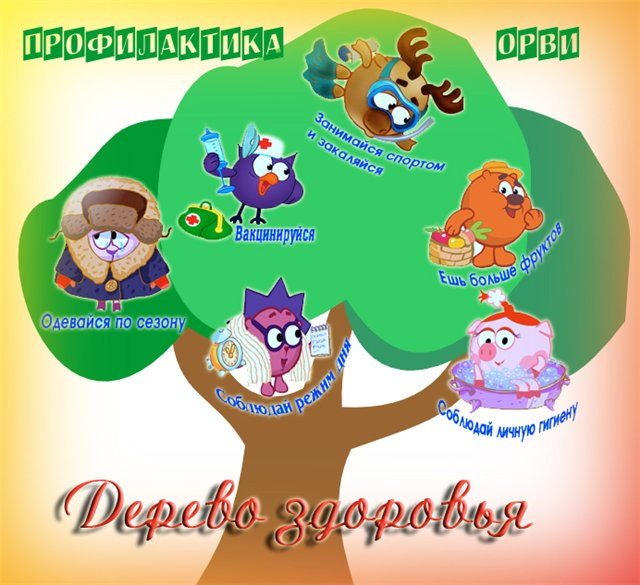 ПРОФИЛАКТИКА ОРВИ
Занимайся спортом
и закаляйся
Вакцинируйся
Ешь больше фруктов
Одевайся по сезону
Соблюдай режим дня
Соблюдай личную гигиену
Дерево здоровья